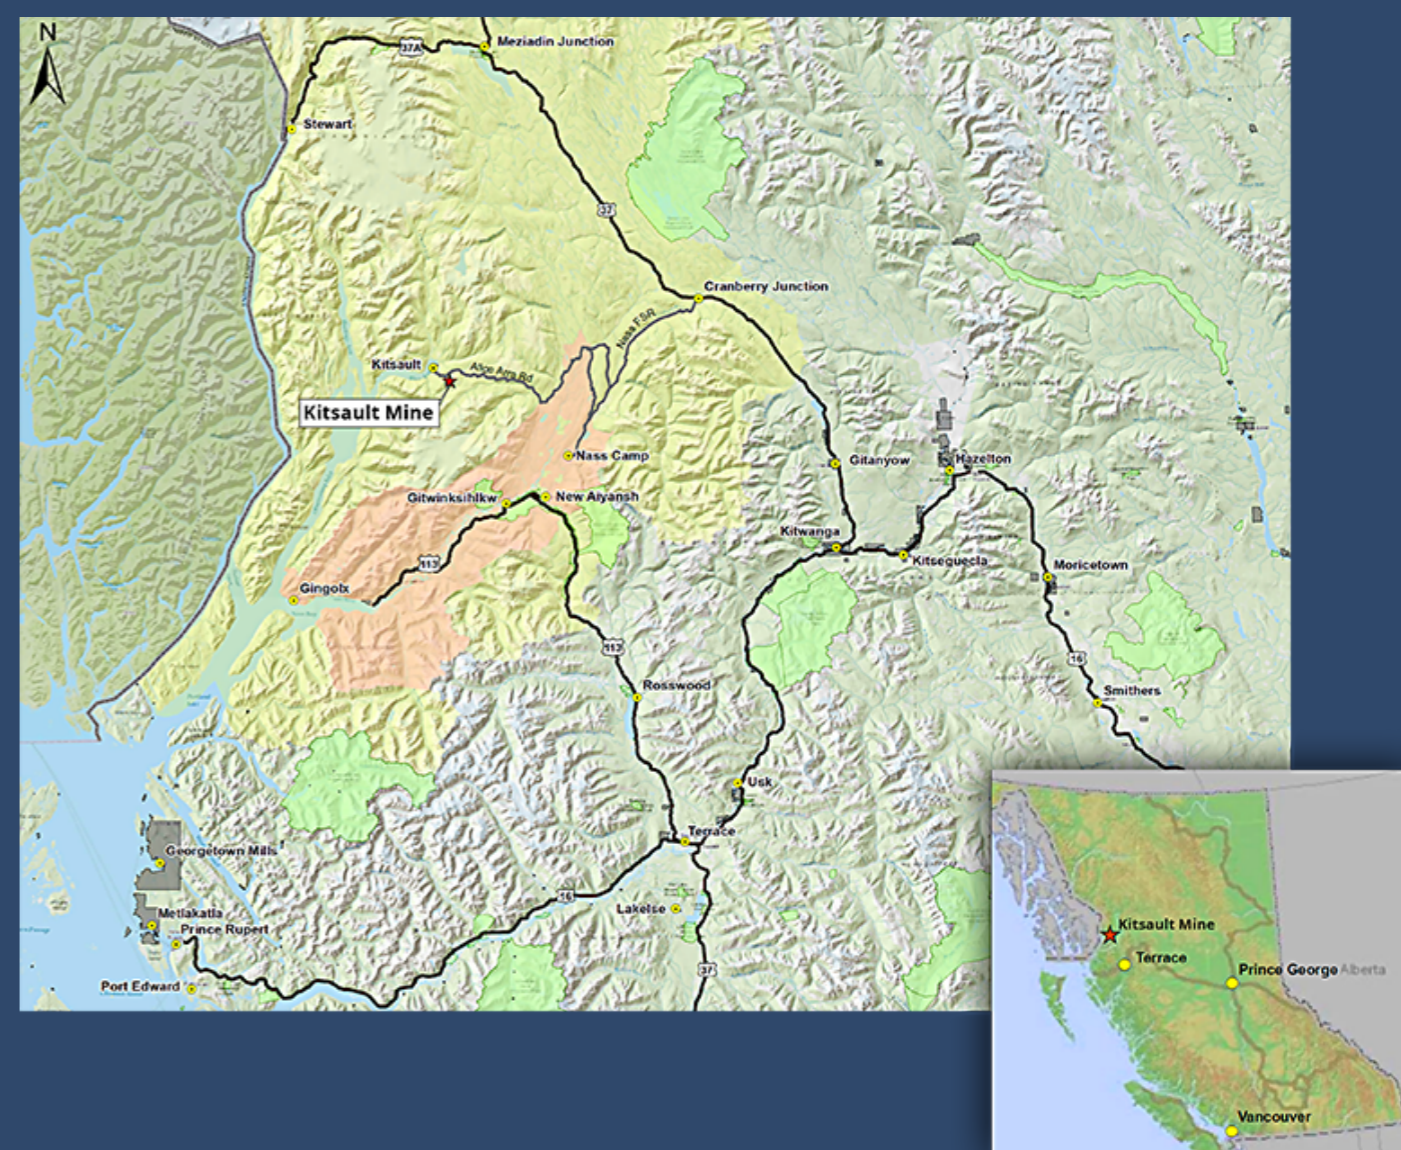 N
37A
Meziadin Junction
Stewart
37
Cranberry Junction
Nass FSR
Kitsault
Alice Arm Rd
Kitsault Mine
Nass Camp
Gitanyow
Hazelton
Gitwinksihlkw
New Aiyansh
Kitwanga
Kitseguecla
113
Moricetown
Gingolx
113
16
Rosswood
Smithers
Usk
Terrace
Georgetown Mills
16
Lakelse
Metlakatla
Prince Rupert
37
Port Edward
Kitsault Mine
Terrace
Prince George
Alberta
Vancouver